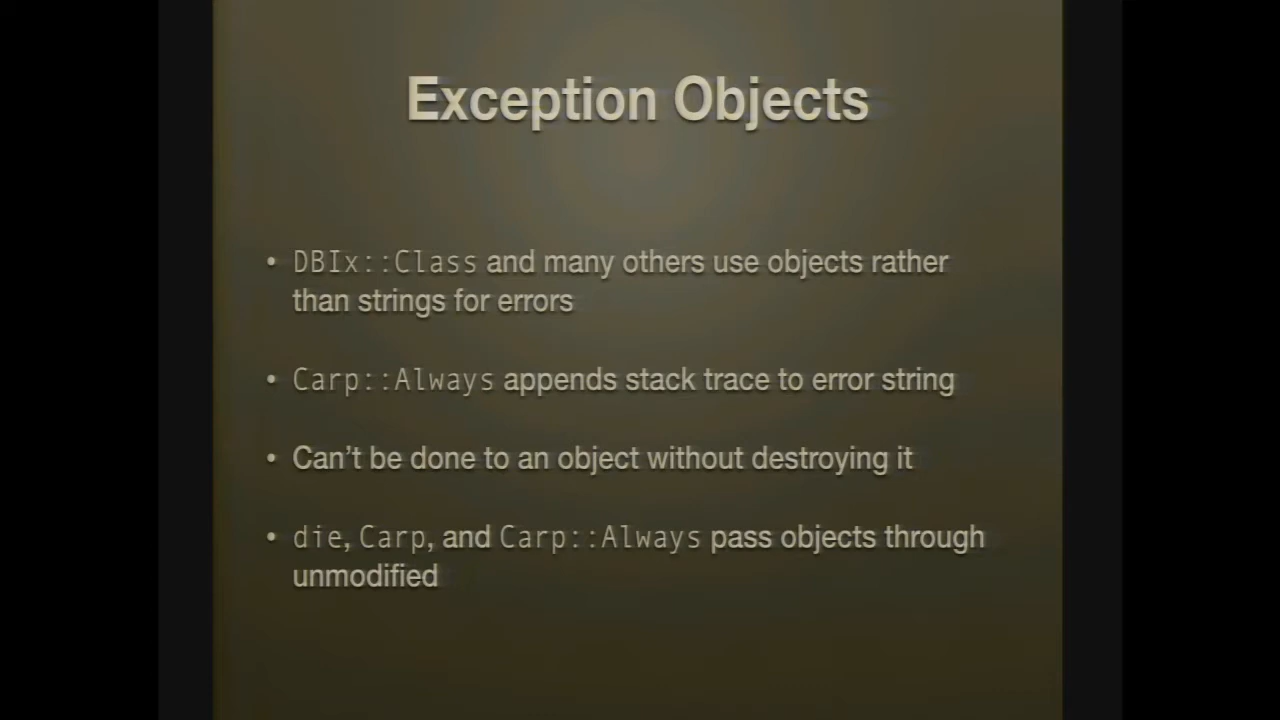 Exception Objects
• DBIx::Class and many others use objects rather
than strings for errors
• Carp::Always appends stack trace to error string
• Can't be done to an object without destroying it
• die, Carp, and Carp::Always pass objects through
unmodified